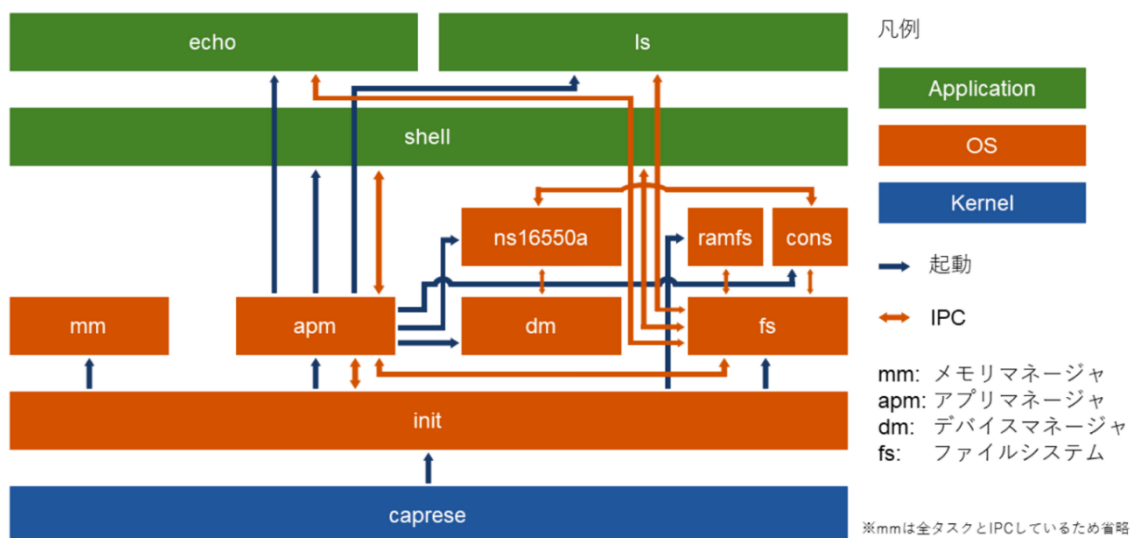 echo
ls
凡例
Application
shell
OS
Kernel
ns16550a
ramfs
cons
起動
mm
apm
dm
fs
IPC
mm: メモリマネージャ
apm: アプリマネージャ
dm: デバイスマネージャ
fs: ファイルシステム
init
caprese
※mmは全タスクとIPCしているため省略